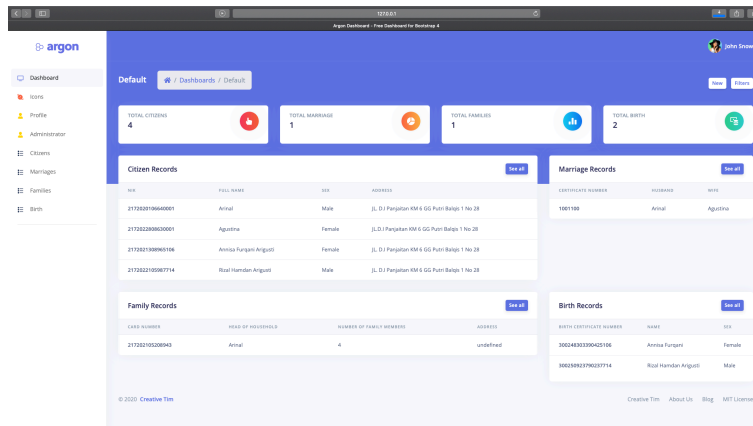 127.0.0.1
Argon Dashboard - Free Dashboard for Bootstrap 4
argon
John Snow
Dashboard
Icons
Profile
Administrator
Citizens
Marriages
Families
Birth
Default
/ Dashboards / Default
New Filters
TOTAL CITIZENS
4
TOTAL MARRIAGE
1
TOTAL FAMILIES
1
TOTAL BIRTH
2
Citizen Records See all
NIK FULL NAME SEX ADDRESS
2172020106640001 Arinal Male JL. D.I Panjaitan KM 6 GG Putri Balqis 1 No 28
2172022808630001 Agustina Female JL.D.I Panjaitan KM 6 GG Putri Balqis 1 No 28
2172021308965106 Annisa Furqani Arigusti Female JL. D.I Panjaitan KM 6 GG Putri Balqis 1 No 28
2172022105987714 Rizal Hamdan Arigusti Male JL. D.I Panjaitan KM 6 GG Putri Balqis 1 No 28
Marriage Records See all
CERTIFICATE NUMBER HUSBAND WIFE
1001100 Arinal Agustina
Family Records See all
CARD NUMBER HEAD OF HOUSEHOLD NUMBER OF FAMILY MEMBERS ADDRESS
217202105208943 Arinal 4 undefined
Birth Records See all
BIRTH CERTIFICATE NUMBER NAME SEX
300248303390425106 Annisa Furqani Female
300250923790237714 Rizal Hamdan Arigusti Male
© 2020 Creative Tim
Creative Tim About Us Blog MIT License